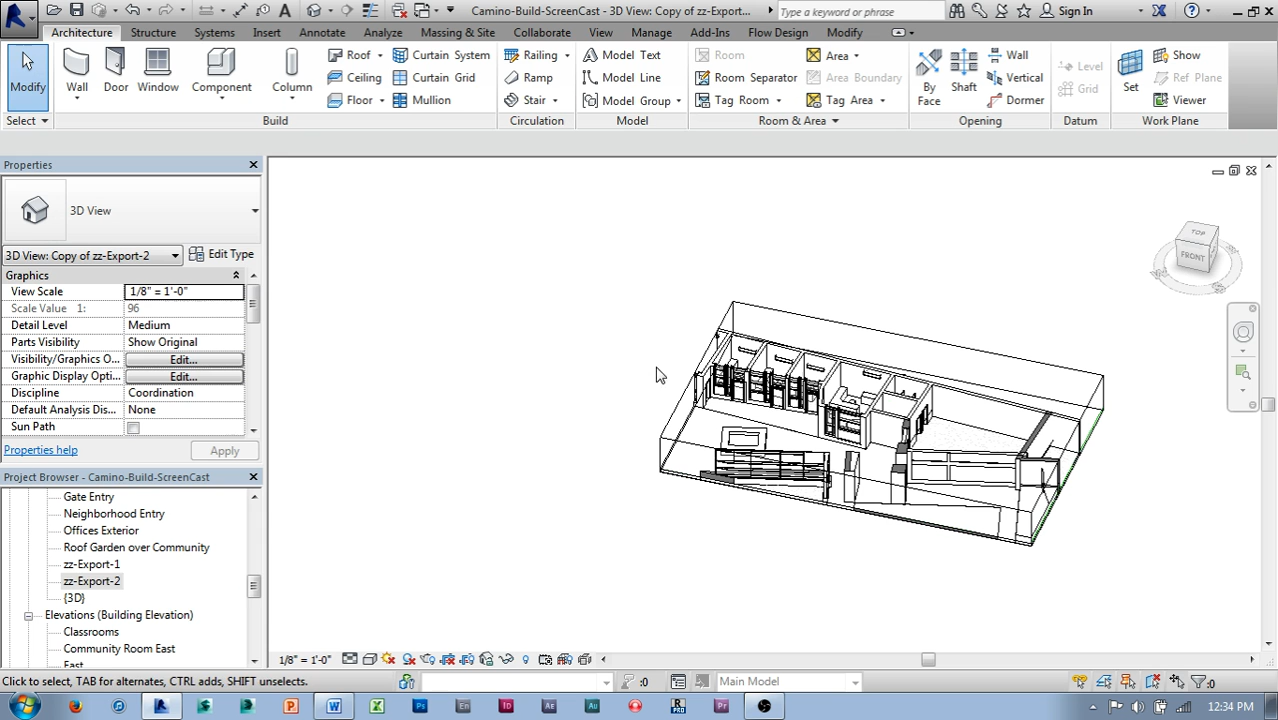 Camino-Build-ScreenCast - 3D View: Copy of zz-Export...
Type a keyword or phrase
Sign In
Architecture Structure Systems Insert Annotate Analyze Massing & Site Collaborate View Manage Add-Ins Flow Design Modify
Modify Wall Door Window Component Column
Roof Curtain System Railing Model Text Room Area By Face Shaft Wall Level Set Show
Ceiling Curtain Grid Ramp Model Line Room Separator Area Boundary Vertical Grid Ref Plane
Floor Mullion Stair Model Group Tag Room Tag Area Dormer Viewer
Select Build Circulation Model Room & Area Opening Datum Work Plane
Properties
3D View
3D View: Copy of zz-Export-2 Edit Type
Graphics
View Scale 1/8" = 1'-0"
Scale Value 1: 96
Detail Level Medium
Parts Visibility Show Original
Visibility/Graphics O... Edit...
Graphic Display Opti... Edit...
Discipline Coordination
Default Analysis Dis... None
Sun Path
Properties help Apply
Project Browser - Camino-Build-ScreenCast
Gate Entry
Neighborhood Entry
Offices Exterior
Roof Garden over Community
zz-Export-1
zz-Export-2
{3D}
Elevations (Building Elevation)
Classrooms
Community Room East
East
TOP
FRONT
1/8" = 1'-0"
Click to select, TAB for alternates, CTRL adds, SHIFT unselects.
:0
Main Model
:0
12:34 PM